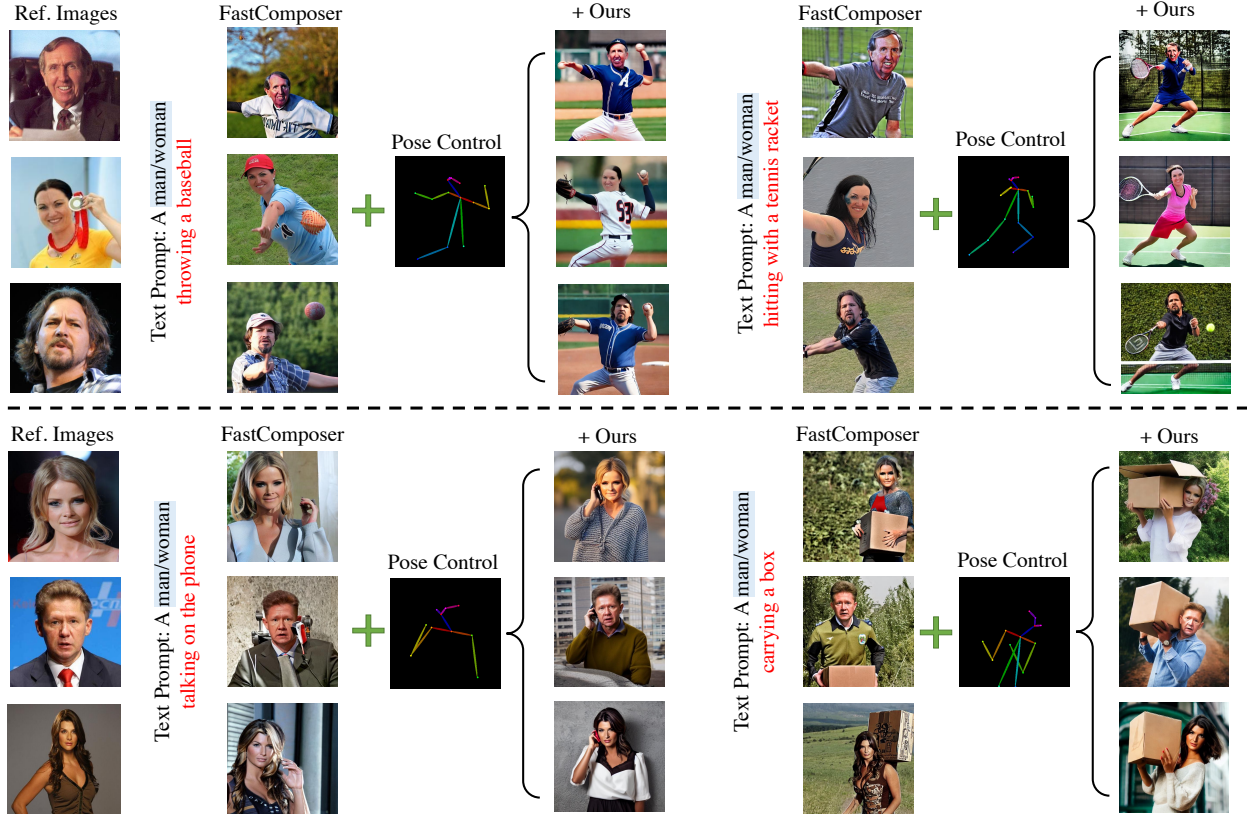 Ref. Images
FastComposer
+ Ours
FastComposer
+ Ours
Text Prompt: A man/woman
throwing a baseball
Pose Control
Text Prompt: A man/woman
hitting with a tennis racket
Pose Control
Ref. Images
FastComposer
+ Ours
FastComposer
+ Ours
Text Prompt: A man/woman
talking on the phone
Pose Control
Text Prompt: A man/woman
carrying a box
Pose Control